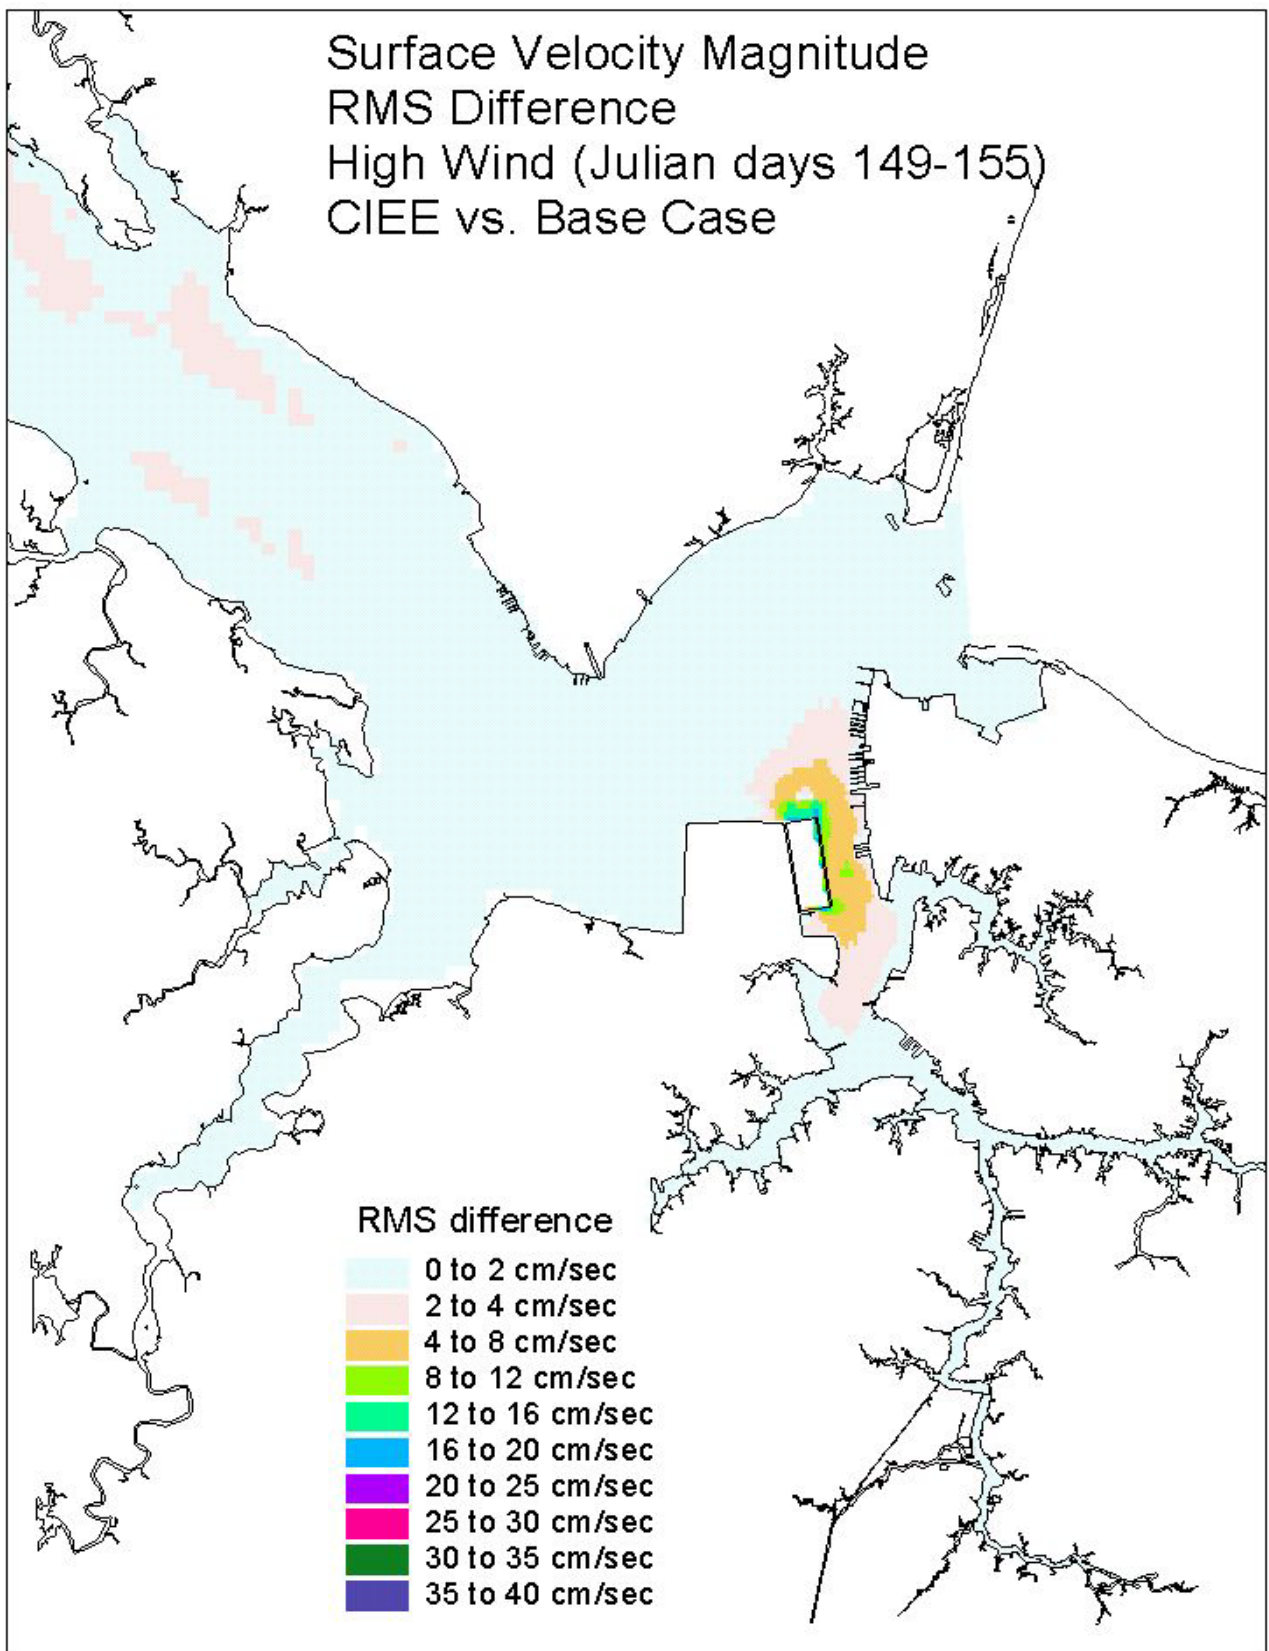 Surface Velocity Magnitude
RMS Difference
High Wind (Julian days 149-155)
CIEE vs. Base Case
RMS difference
0 to 2 cm/sec
2 to 4 cm/sec
4 to 8 cm/sec
8 to 12 cm/sec
12 to 16 cm/sec
16 to 20 cm/sec
20 to 25 cm/sec
25 to 30 cm/sec
30 to 35 cm/sec
35 to 40 cm/sec